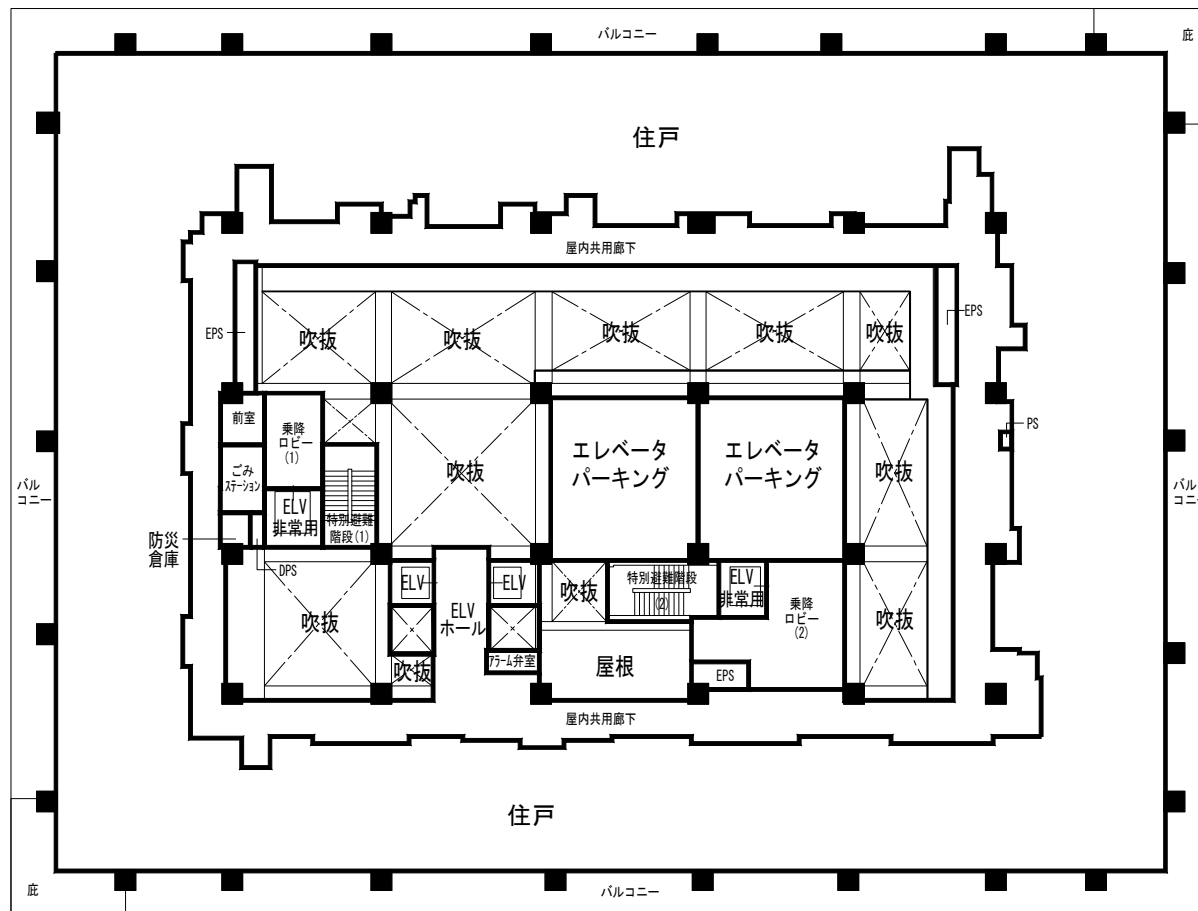 バルコニー
庇
住戸
屋内共用廊下
EPS
吹抜
吹抜
吹抜
吹抜
吹抜
EPS
前室
乗降
ロビー
(1)
エレベータ
パーキング
エレベータ
パーキング
PS
ごみ
ステーション
吹抜
吹抜
バル
コニー
バル
コニー
ELV
非常用
特別避難
階段(1)
防災
倉庫
DPS
ELV
ELV
吹抜
特別避難階段
(2)
ELV
非常用
ELV
ホール
乗降
ロビー
(2)
吹抜
吹抜
吹抜
アラーム弁室
屋根
EPS
屋内共用廊下
住戸
庇
バルコニー